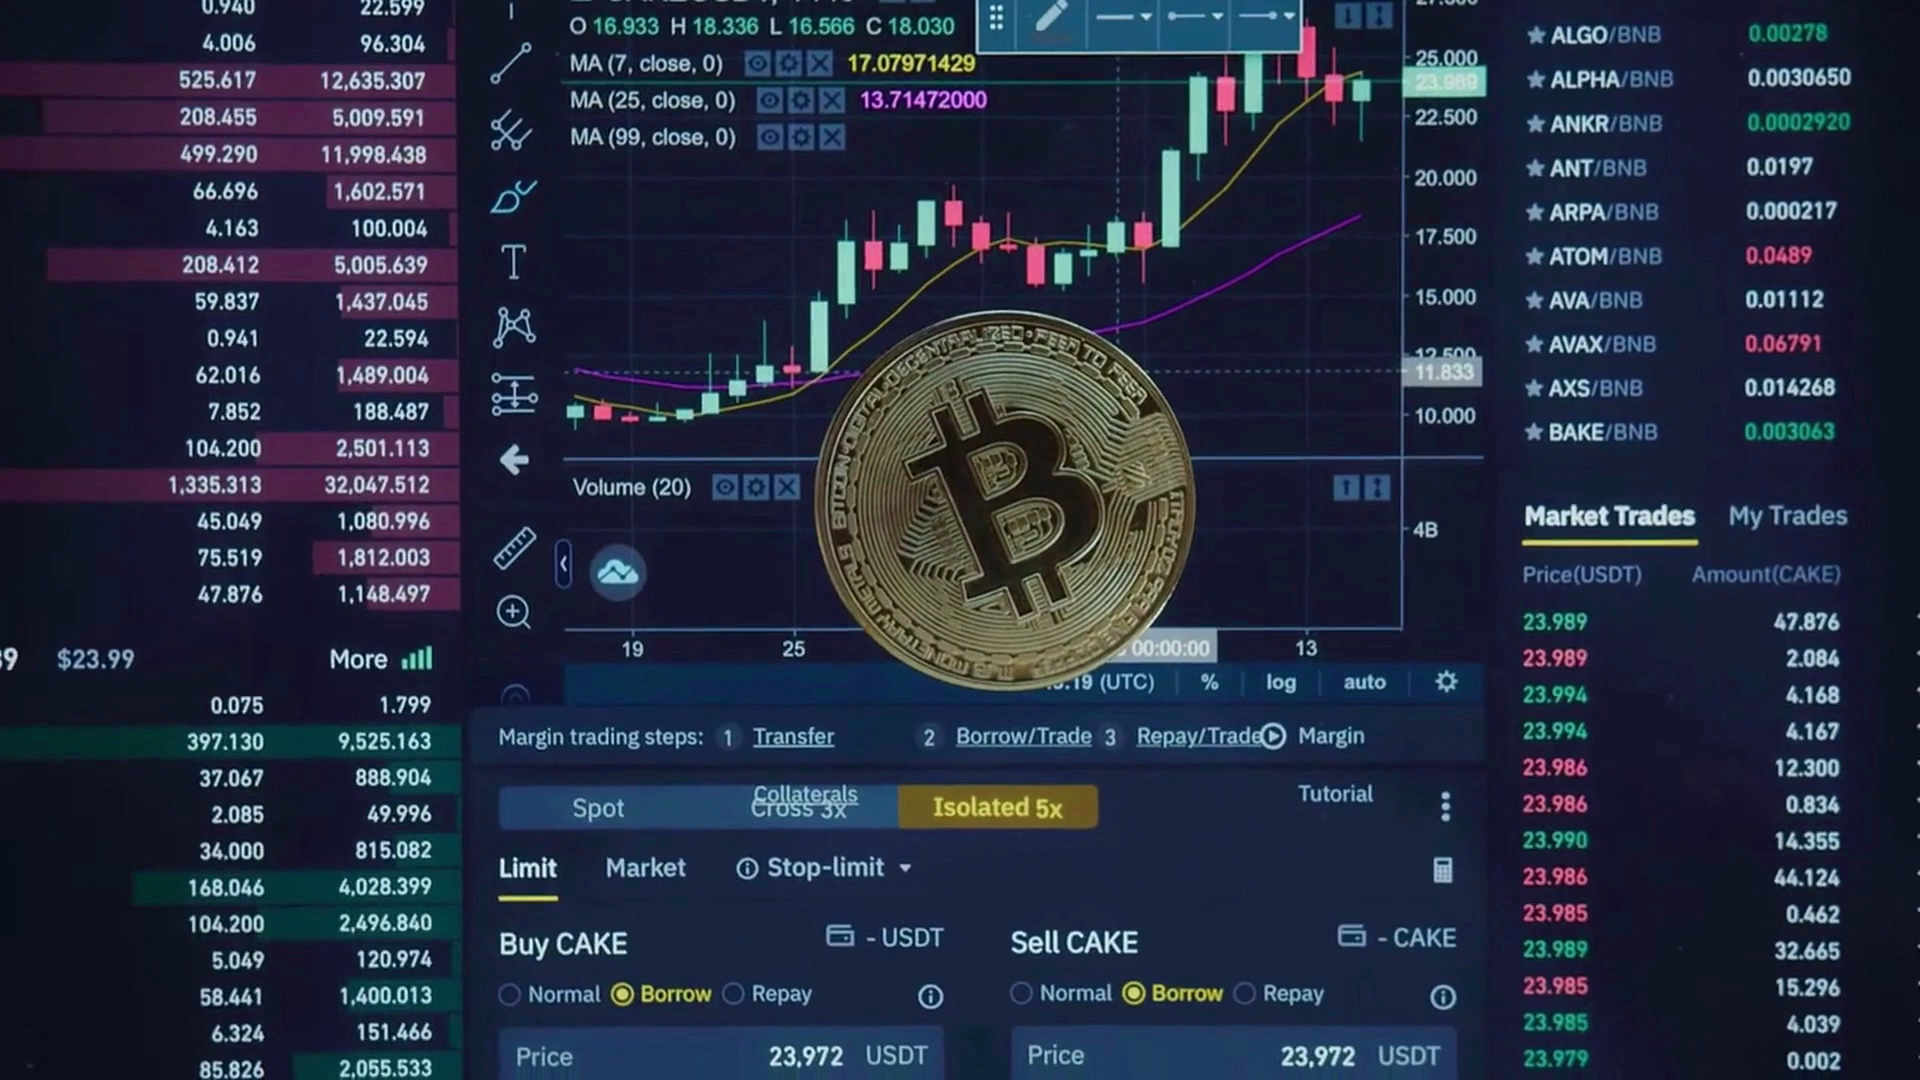 0.940 22.599
4.006 96.304
525.617 12,635.307
208.455 5,009.591
499.290 11,998.438
66.696 1,602.571
4.163 100.004
208.412 5,005.639
59.837 1,437.045
0.941 22.594
62.016 1,489.004
7.852 188.487
104.200 2,501.113
1,335.313 32,047.512
45.049 1,080.996
75.519 1,812.003
47.876 1,148.497
$23.99 More
0.075 1.799
397.130 9,525.163
37.067 888.904
2.085 49.996
34.000 815.082
168.046 4,028.399
104.200 2,496.840
5.049 120.974
58.441 1,400.013
6.324 151.466
85.826 2,055.533
O 16.933 H 18.336 L 16.566 C 18.030
MA (7, close, 0) 17.07971429
MA (25, close, 0) 13.71472000
MA (99, close, 0)
25.000
23.989
22.500
20.000
17.500
15.000
12.500
11.833
10.000
Volume (20)
4B
DECENTRALIZED • PEER TO PEER
BITCOIN
19 25 00:00:00 13
(UTC) % log auto
Margin trading steps: 1 Transfer 2 Borrow/Trade 3 Repay/Trade Margin
Collaterals Tutorial
Spot Cross 3x Isolated 5x
Limit Market Stop-limit
Buy CAKE - USDT Sell CAKE - CAKE
Normal Borrow Repay Normal Borrow Repay
Price 23,972 USDT Price 23,972 USDT
ALGO/BNB 0.00278
ALPHA/BNB 0.0030650
ANKR/BNB 0.0002920
ANT/BNB 0.0197
ARPA/BNB 0.000217
ATOM/BNB 0.0489
AVA/BNB 0.01112
AVAX/BNB 0.06791
AXS/BNB 0.014268
BAKE/BNB 0.003063
Market Trades My Trades
Price(USDT) Amount(CAKE)
23.989 47.876
23.989 2.084
23.994 4.168
23.994 4.167
23.986 12.300
23.986 0.834
23.990 14.355
23.986 44.124
23.985 0.462
23.989 32.665
23.985 15.296
23.985 4.039
23.979 0.002